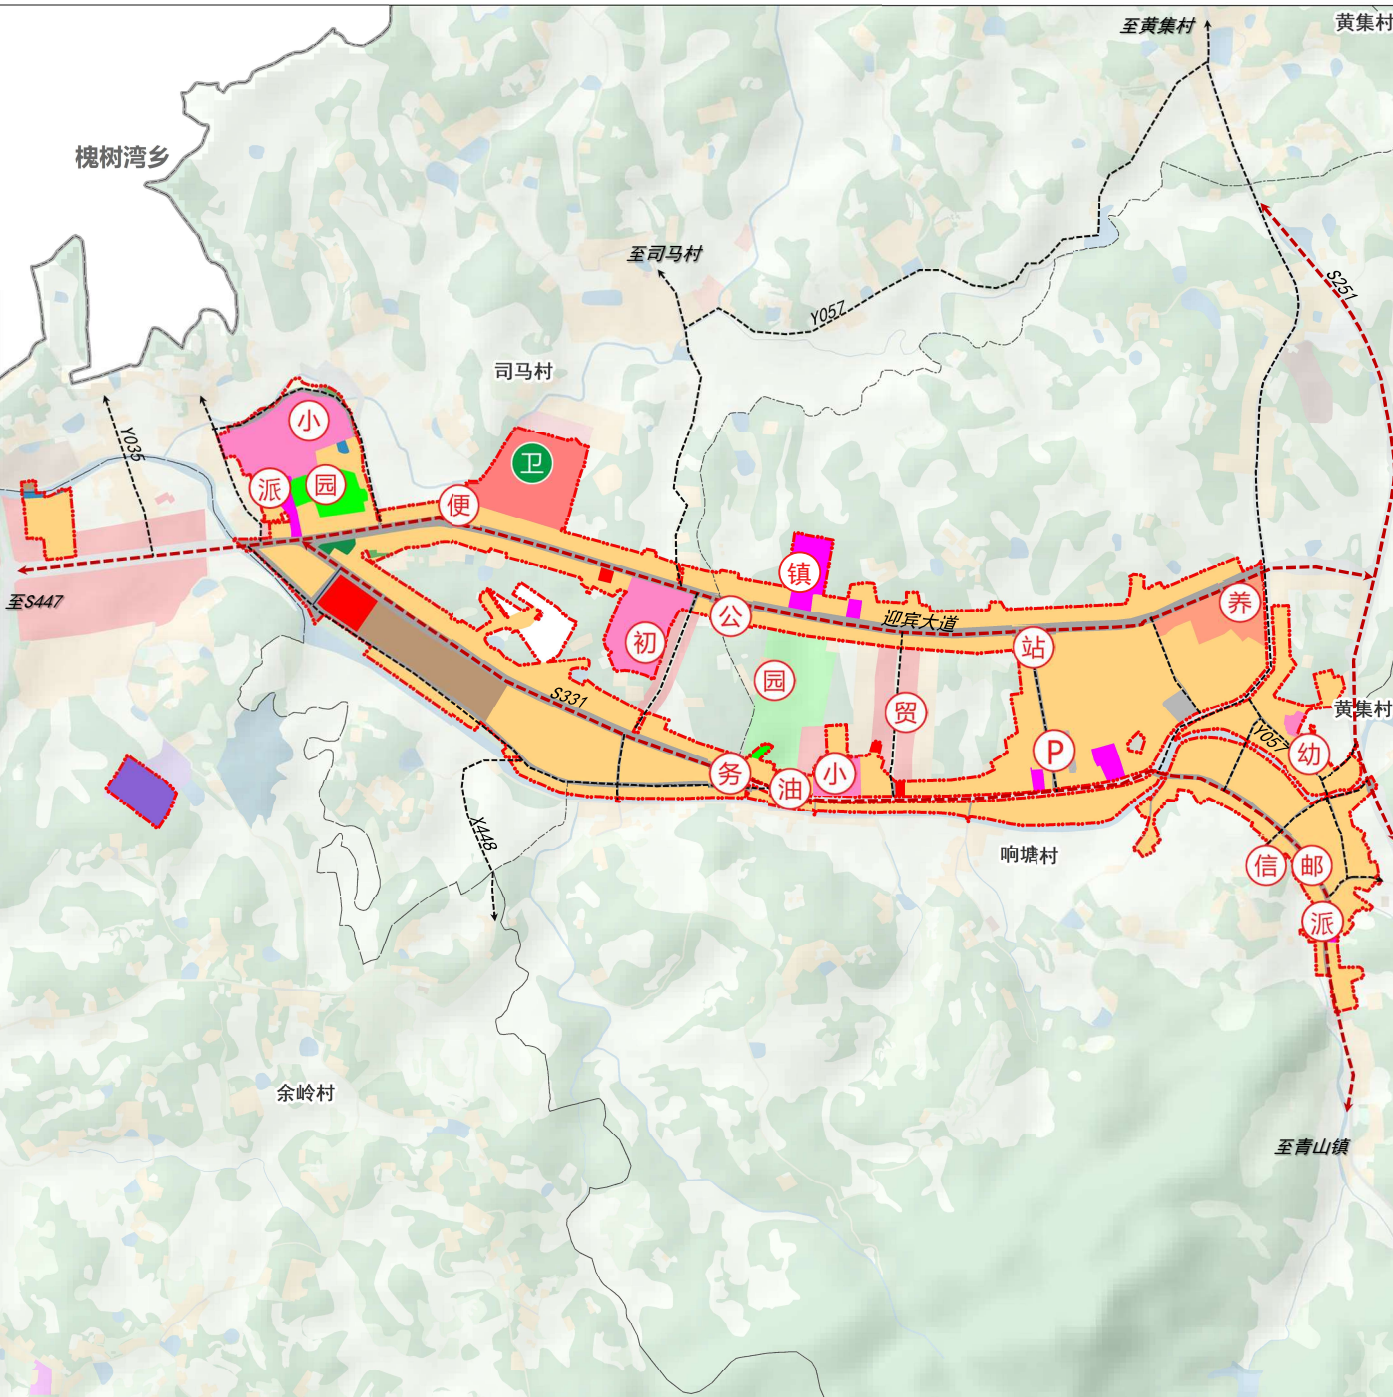 至黄集村
黄集村
槐树湾乡
至司马村
S251
Y057
司马村
小
Y035
卫
派
园
便
镇
至S447
养
公
迎宾大道
初
站
园
S331
贸
黄集村
Y057
P
幼
务
小
油
X448
响塘村
信
邮
派
余岭村
至青山镇